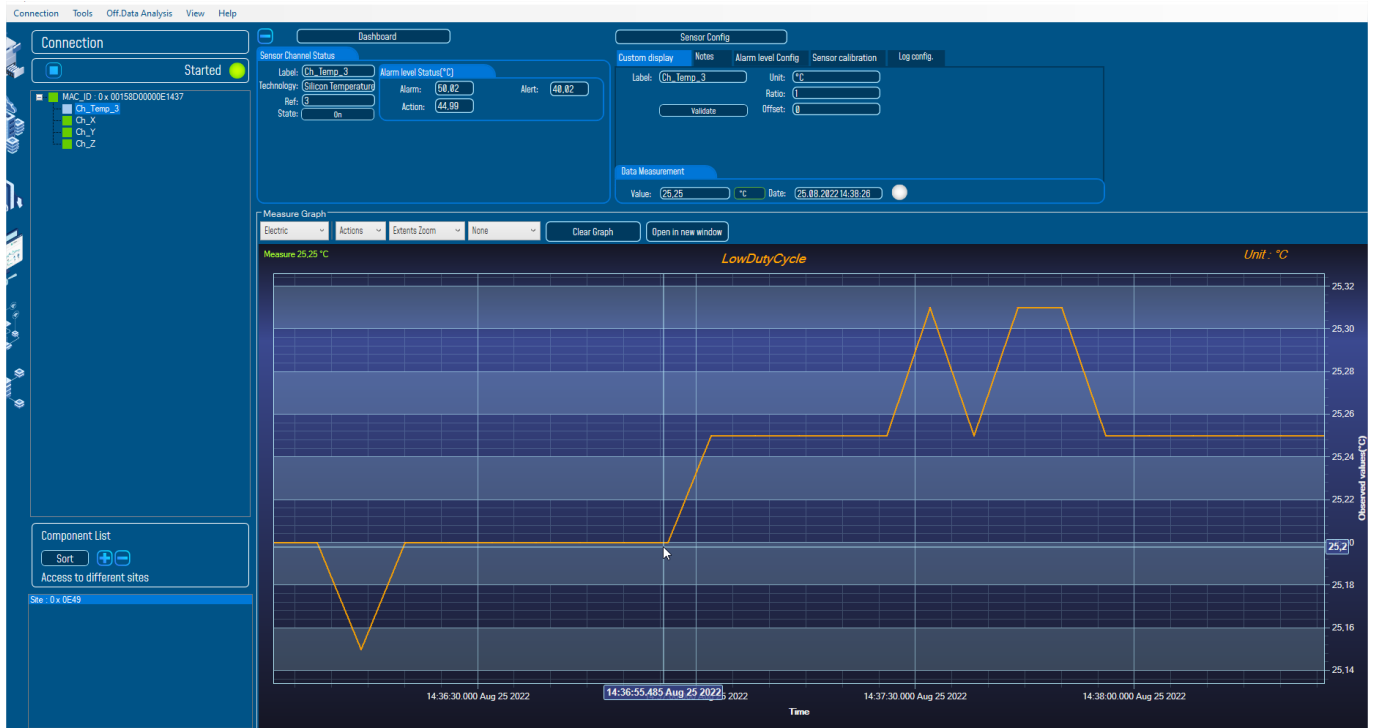 Connection Tools Off.Data Analysis View Help
Connection
Started
MAC_ID : 0 x 00158D00000E1437
Ch_Temp_3
Ch_X
Ch_Y
Ch_Z
Component List
Sort
Access to different sites
Site : 0 x 0E49
Dashboard
Sensor Channel Status
Label: Ch_Temp_3
Technology: Silicon Temperature
Ref: 3
State: On
Alarm level Status(°C)
Alarm: 50,02 Alert: 40,02
Action: 44,99
Sensor Config
Custom display Notes Alarm level Config Sensor calibration Log config.
Label: Ch_Temp_3 Unit: °C
Ratio: 1
Validate Offset: 0
Data Measurement
Value: 25,25 °C Date: 25.08.2022 14:38:26
Measure Graph
Electric Actions Extents Zoom None Clear Graph Open in new window
Measure 25,25 °C LowDutyCycle Unit : °C
25,32
25,30
25,28
25,26
25,24
25,22
25,2
25,18
25,16
25,14
Observed values(°C)
14:36:30.000 Aug 25 2022 14:36:55.485 Aug 25 2022 2022 14:37:30.000 Aug 25 2022 14:38:00.000 Aug 25 2022
Time